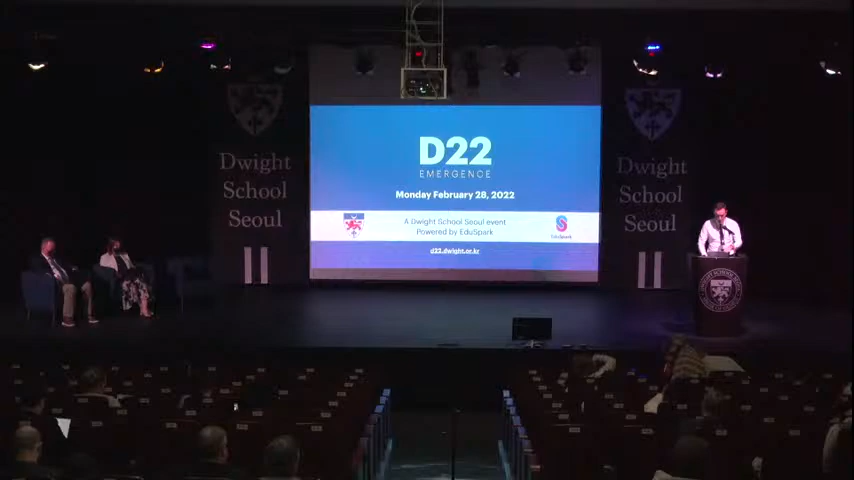 D22
EMERGENCE
Monday February 28, 2022
A Dwight School Seoul event
Powered by EduSpark
EduSpark
d22.dwight.or.kr
Dwight
School
Seoul
Dwight
School
Seoul